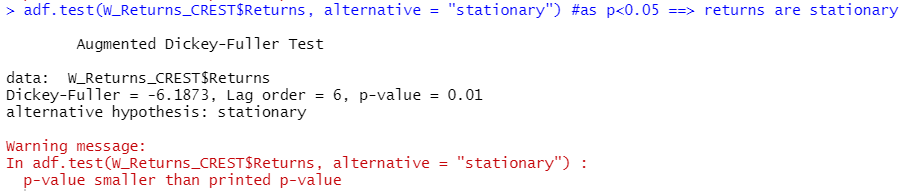 > adf.test(W_Returns_CREST$Returns, alternative = "stationary") #as p<0.05 ==> returns are stationary
Augmented Dickey-Fuller Test
data:  W_Returns_CREST$Returns
Dickey-Fuller = -6.1873, Lag order = 6, p-value = 0.01
alternative hypothesis: stationary
Warning message:
In adf.test(W_Returns_CREST$Returns, alternative = "stationary") :
p-value smaller than printed p-value